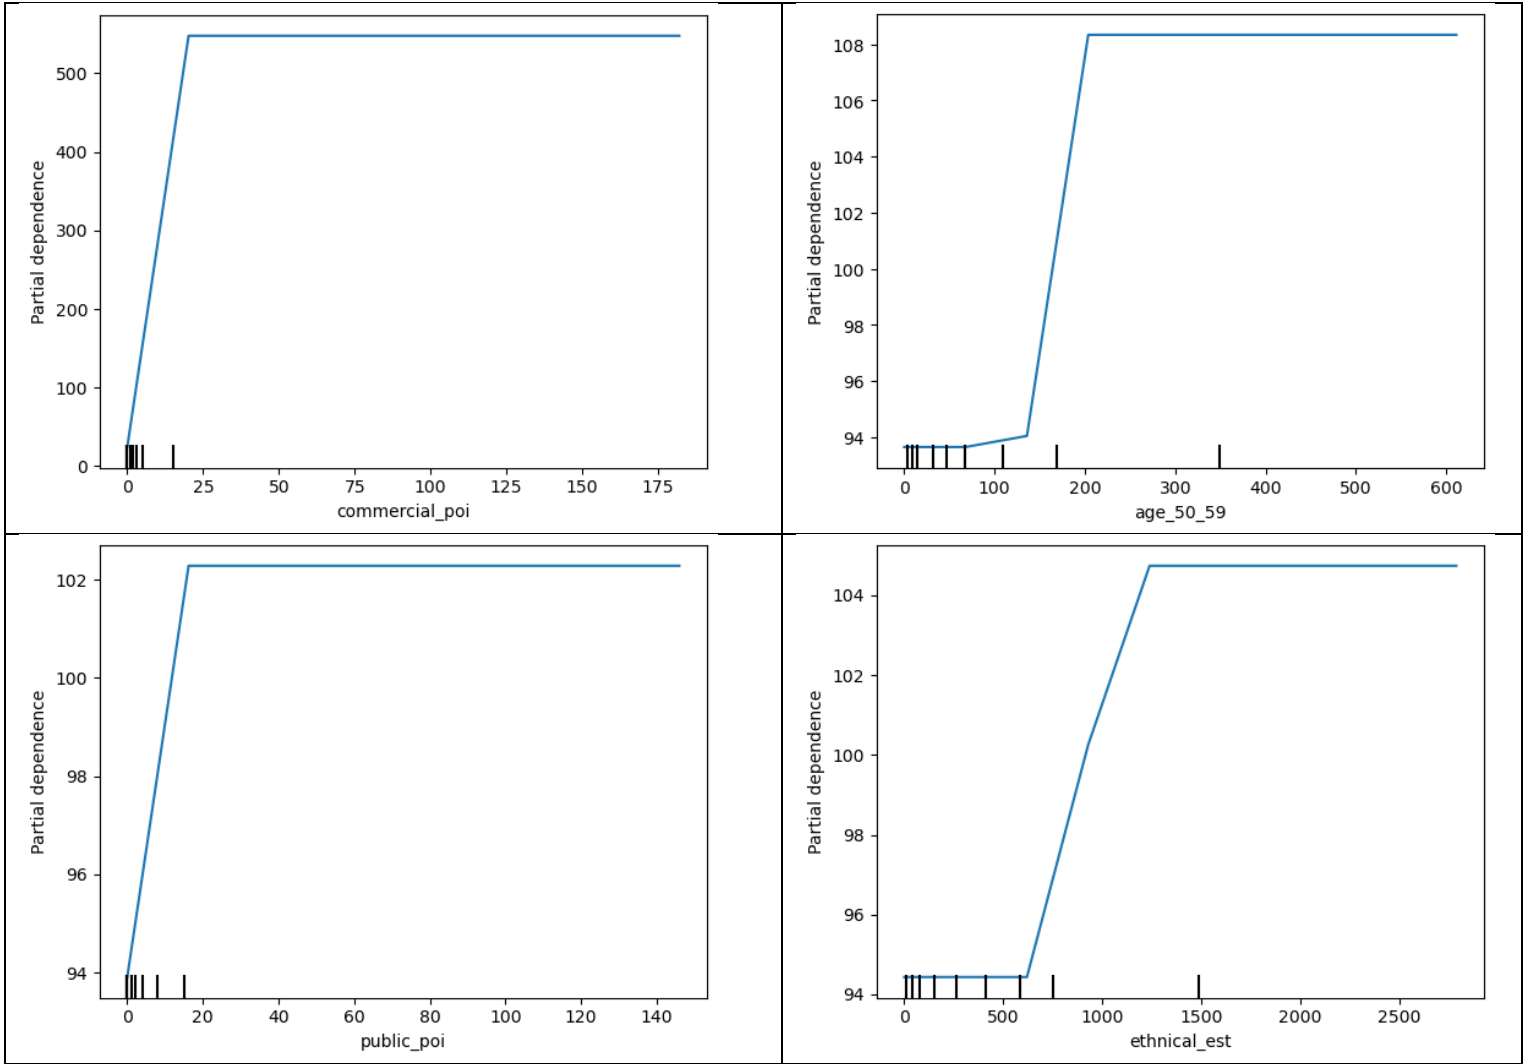 500
400
300
200
100
0
Partial dependence
0 25 50 75 100 125 150 175
commercial_poi
108
106
104
102
100
98
96
94
Partial dependence
0 100 200 300 400 500 600
age_50_59
102
100
98
96
94
Partial dependence
0 20 40 60 80 100 120 140
public_poi
104
102
100
98
96
94
Partial dependence
0 500 1000 1500 2000 2500
ethnical_est